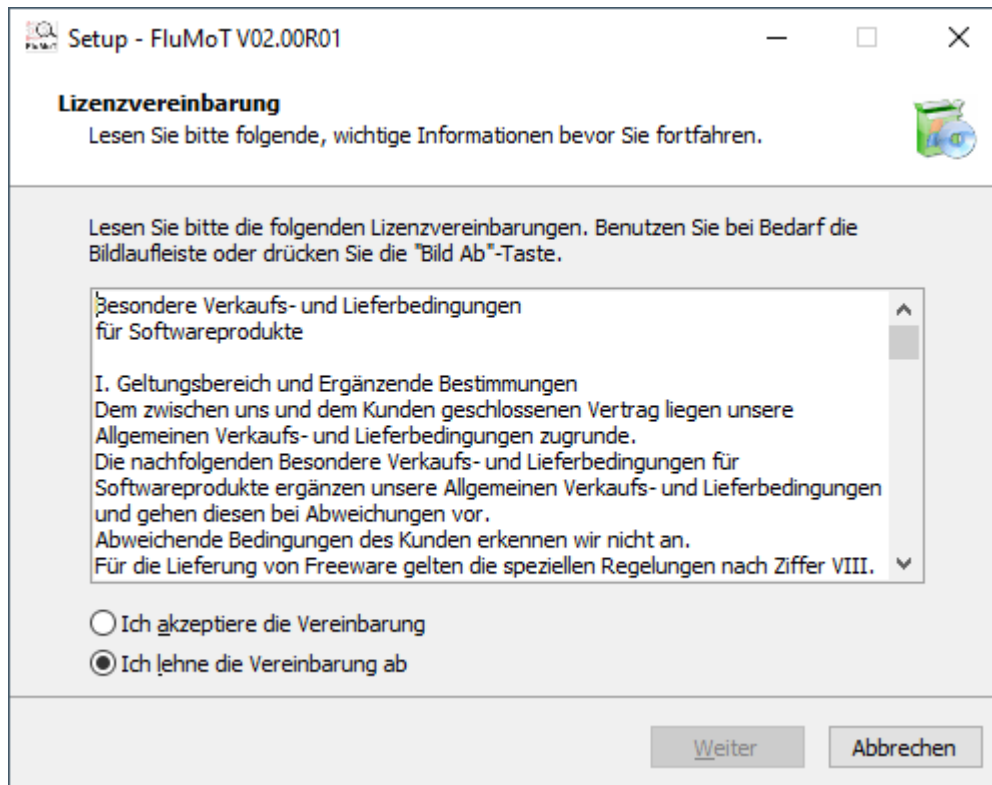 Setup - FluMoT V02.00R01
Lizenzvereinbarung
Lesen Sie bitte folgende, wichtige Informationen bevor Sie fortfahren.
Lesen Sie bitte die folgenden Lizenzvereinbarungen. Benutzen Sie bei Bedarf die
Bildlaufleiste oder drücken Sie die "Bild Ab"-Taste.
Besondere Verkaufs- und Lieferbedingungen
für Softwareprodukte
I. Geltungsbereich und Ergänzende Bestimmungen
Dem zwischen uns und dem Kunden geschlossenen Vertrag liegen unsere
Allgemeinen Verkaufs- und Lieferbedingungen zugrunde.
Die nachfolgenden Besondere Verkaufs- und Lieferbedingungen für
Softwareprodukte ergänzen unsere Allgemeinen Verkaufs- und Lieferbedingungen
und gehen diesen bei Abweichungen vor.
Abweichende Bedingungen des Kunden erkennen wir nicht an.
Für die Lieferung von Freeware gelten die speziellen Regelungen nach Ziffer VIII.
Ich akzeptiere die Vereinbarung
Ich lehne die Vereinbarung ab
Weiter
Abbrechen